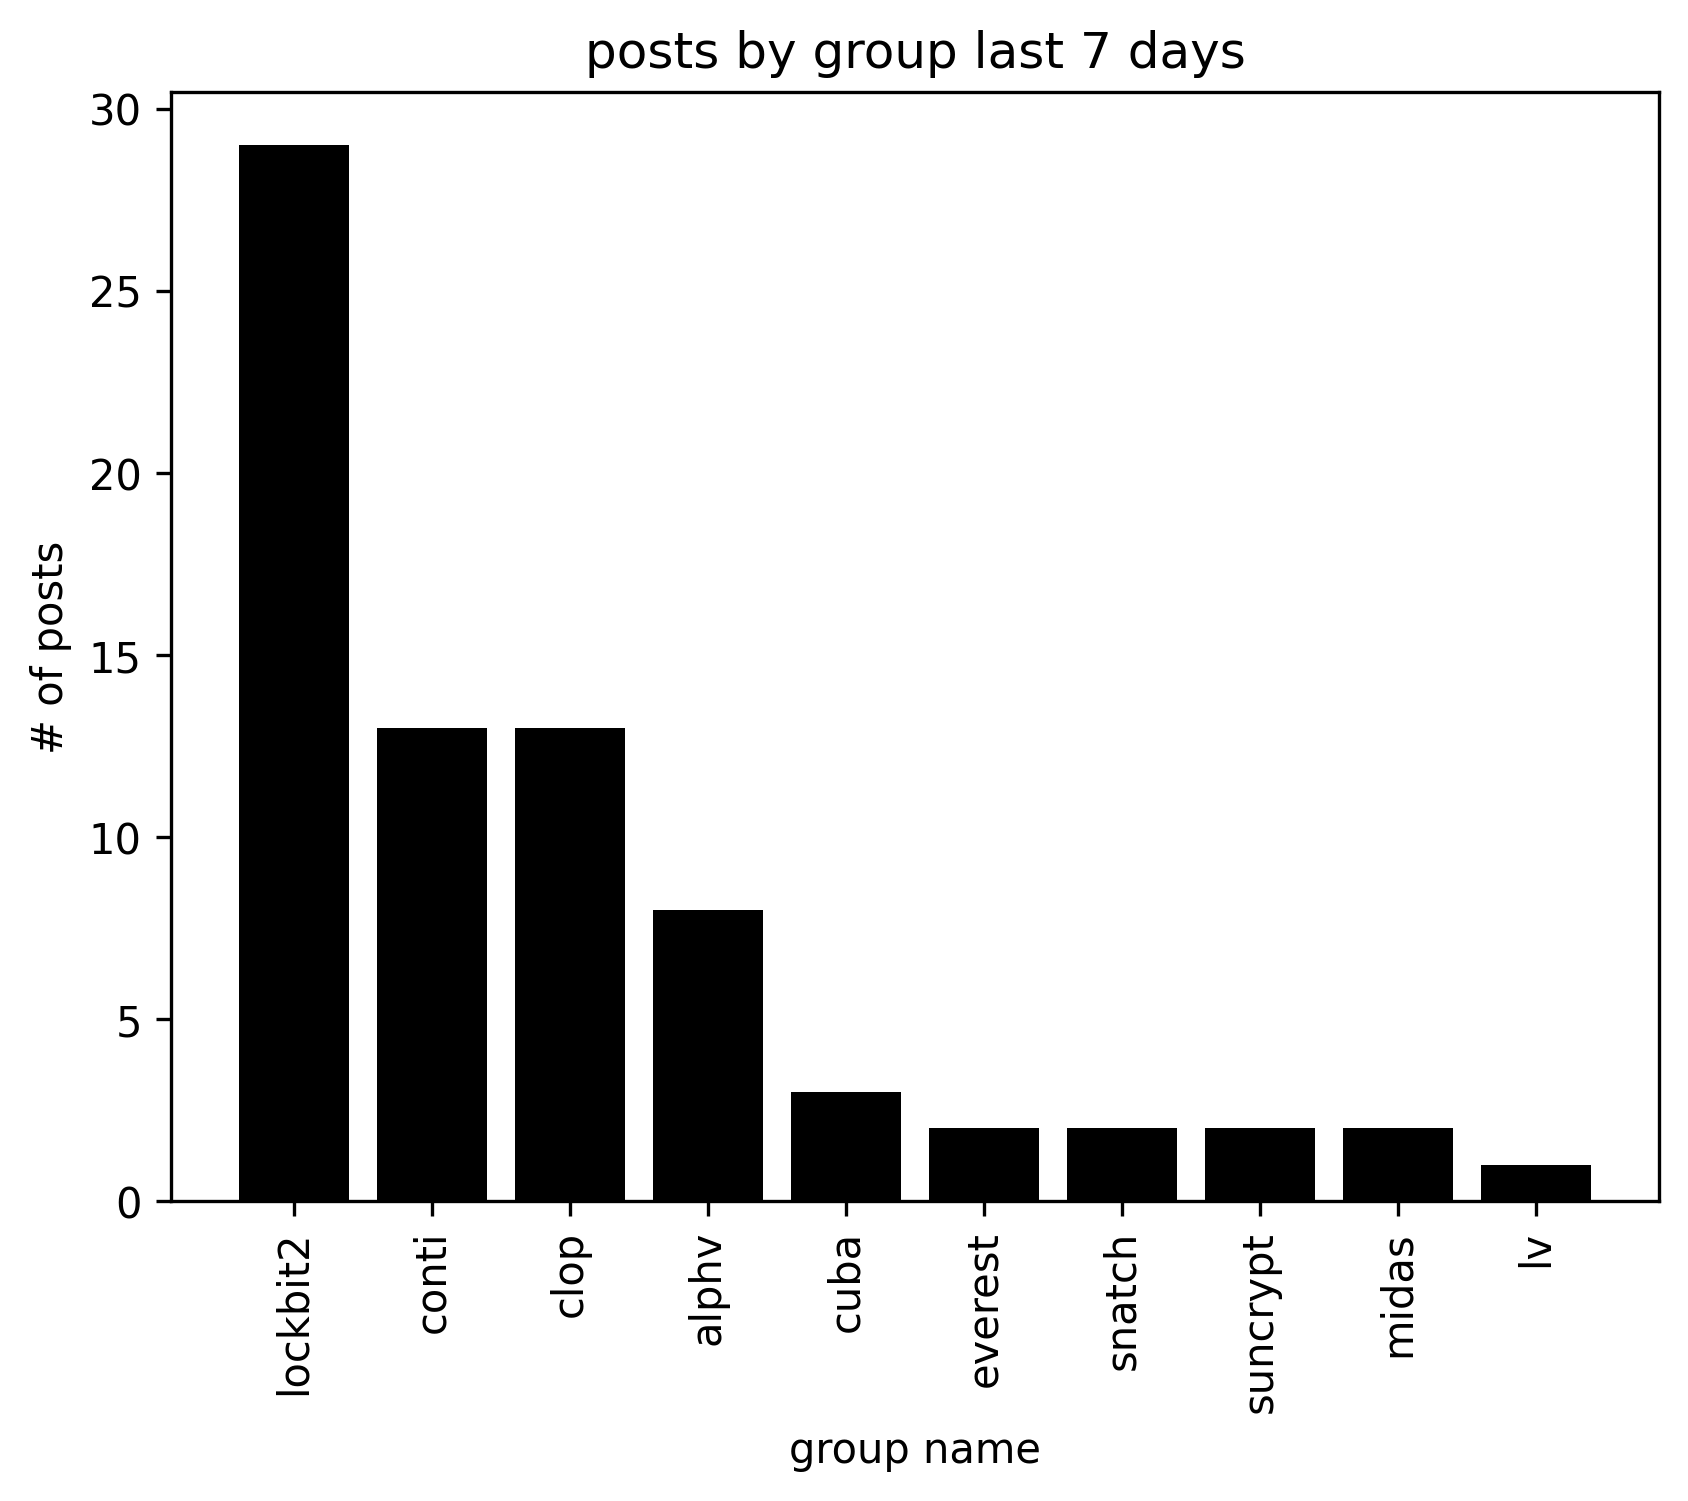 posts by group last 7 days
30
25
20
15
10
5
0
# of posts
lockbit2
conti
clop
alphv
cuba
everest
snatch
suncrypt
midas
lv
group name